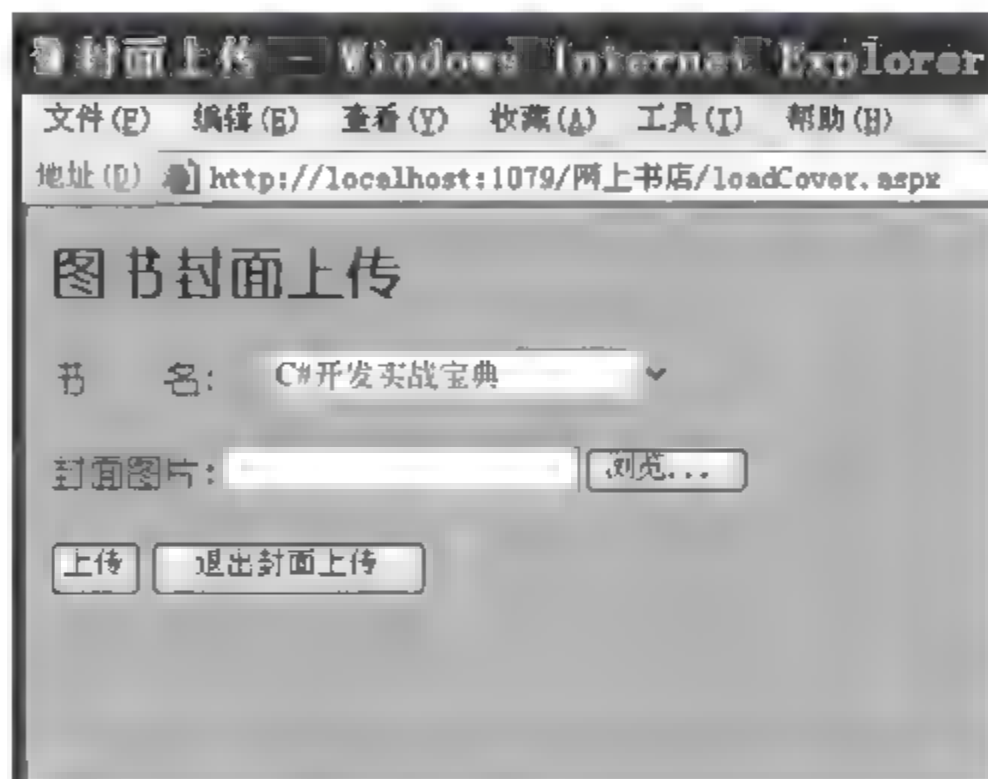 封面上传 - Windows Internet Explorer
文件(F) 编辑(E) 查看(V) 收藏(A) 工具(T) 帮助(H)
地址(D) http://localhost:1079/网上书店/loadCover.aspx
图书封面上传
书 名: C#开发实战宝典
封面图片: 浏览...
上传 退出封面上传